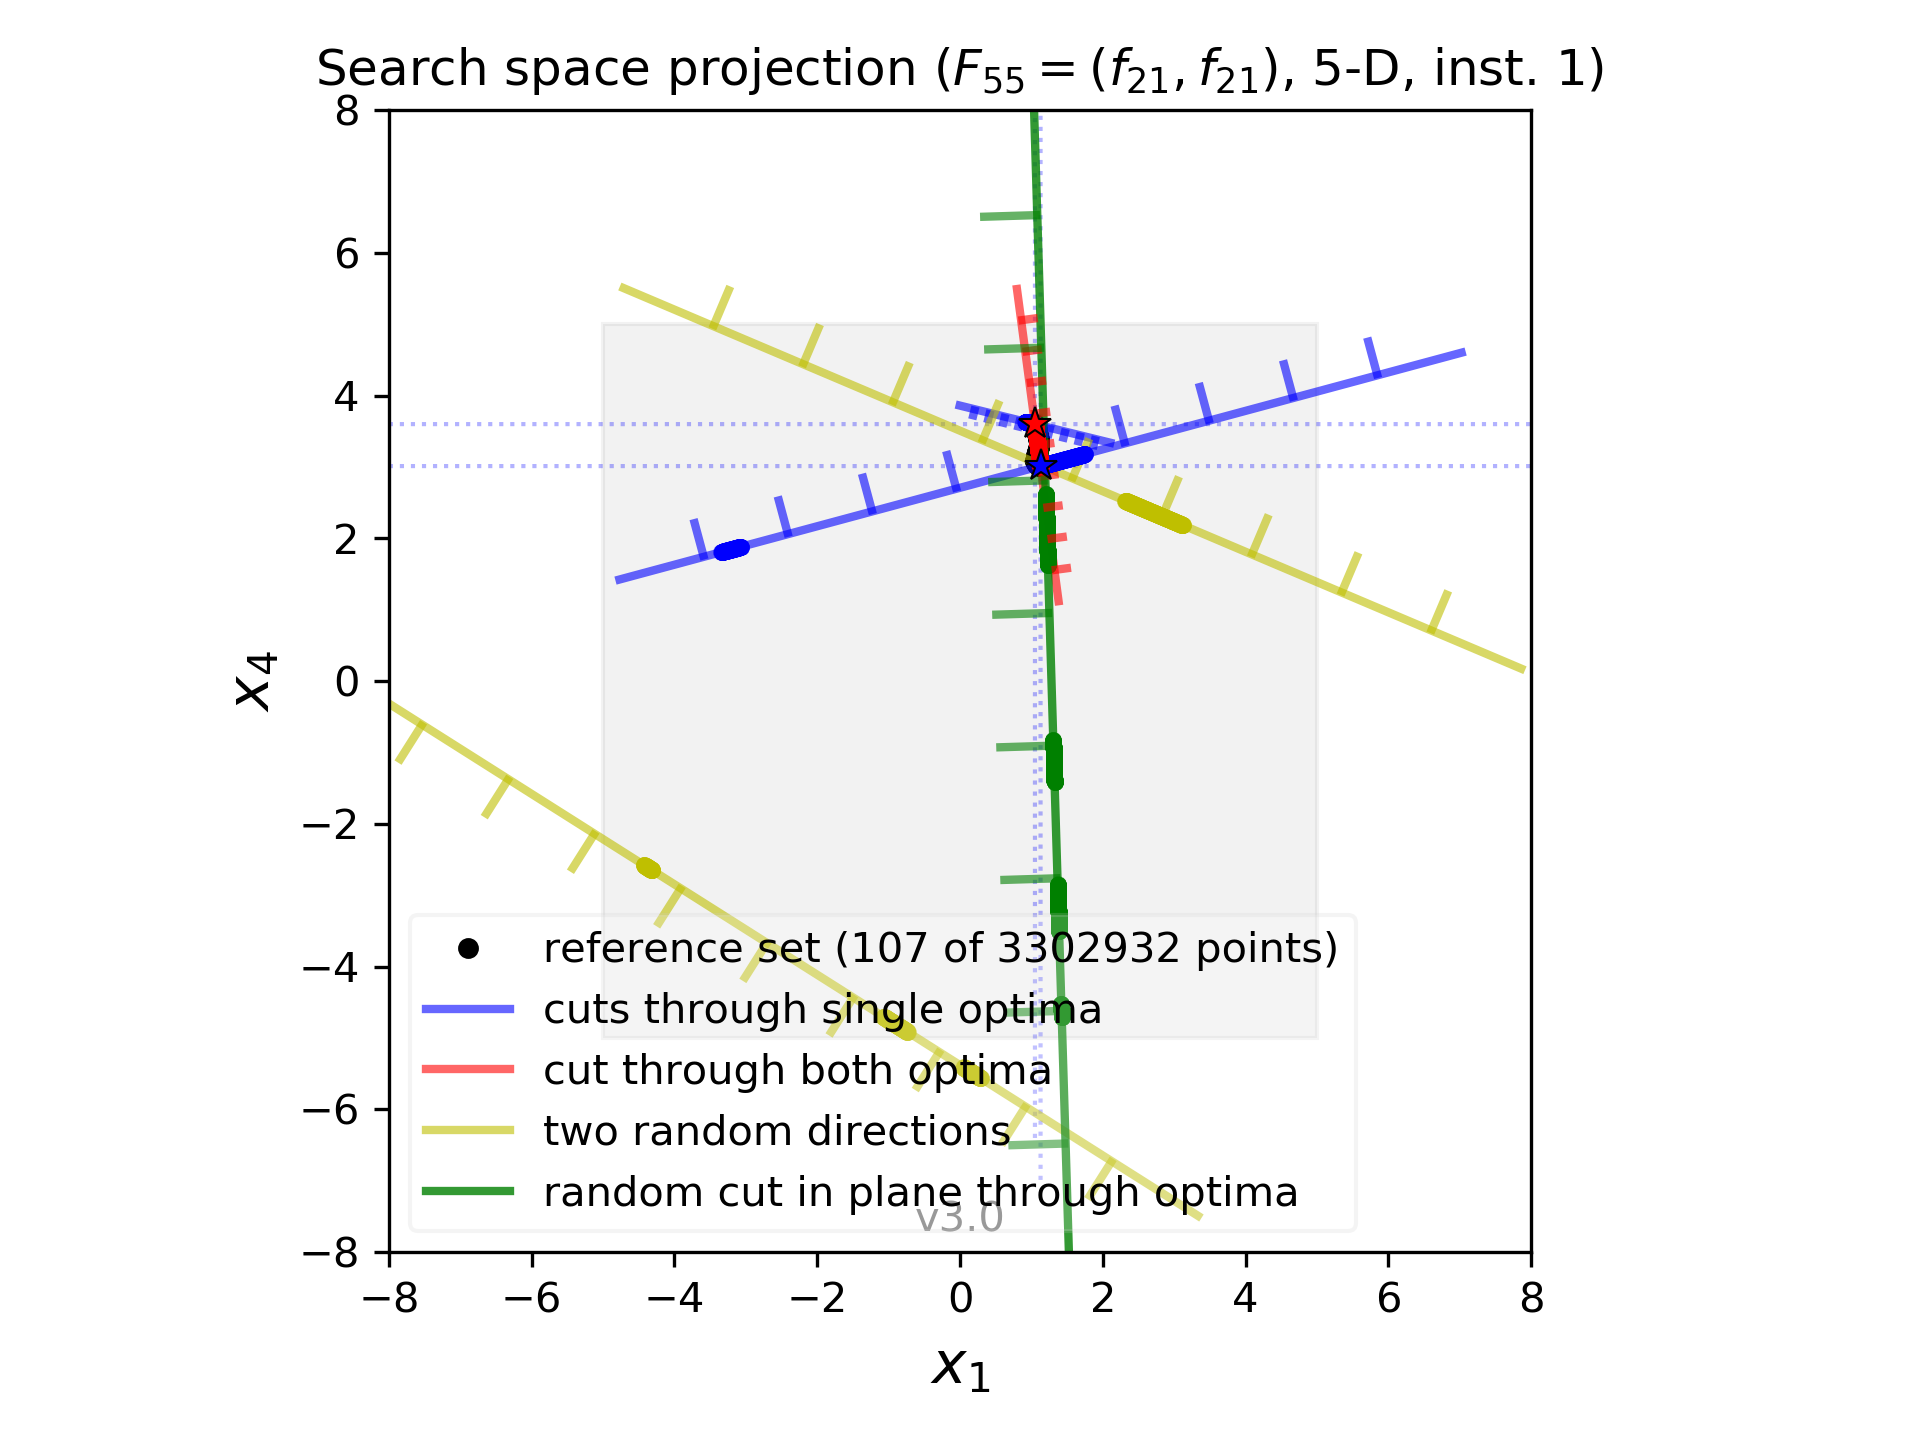 Search space projection (F₅₅ = (f₂₁, f₂₁), 5-D, inst. 1)
8
6
4
2
0
−2
−4
−6
−8
x₄
reference set (107 of 3302932 points)
cuts through single optima
cut through both optima
two random directions
random cut in plane through optima
v3.0
−8 −6 −4 −2 0 2 4 6 8
x₁